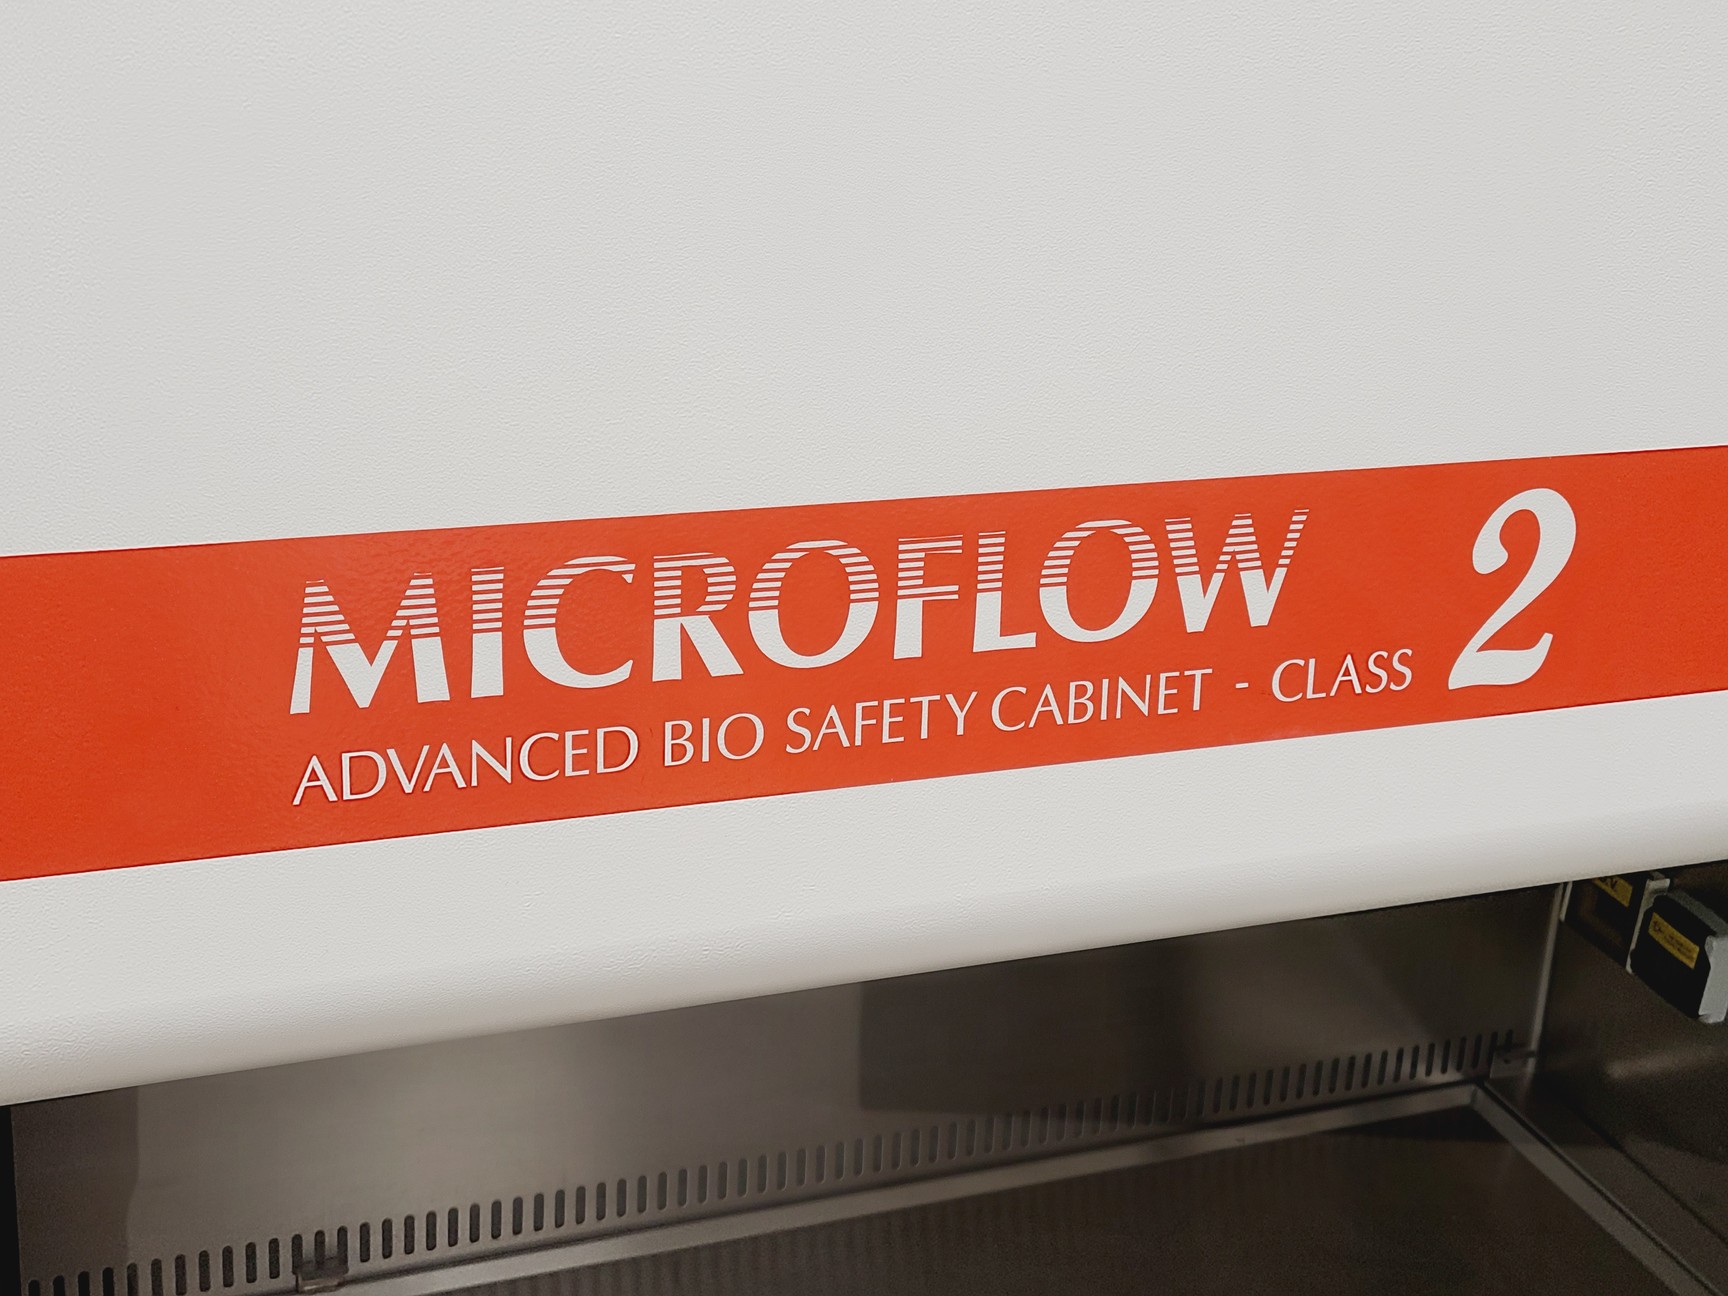 MICROFLOW
ADVANCED BIO SAFETY CABINET - CLASS 2